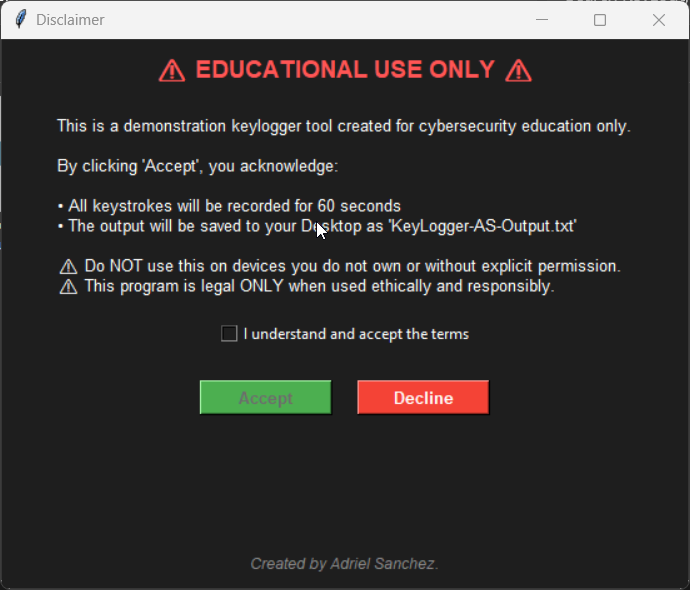 Disclaimer
⚠ EDUCATIONAL USE ONLY ⚠
This is a demonstration keylogger tool created for cybersecurity education only.
By clicking 'Accept', you acknowledge:
• All keystrokes will be recorded for 60 seconds
• The output will be saved to your Desktop as 'KeyLogger-AS-Output.txt'
⚠ Do NOT use this on devices you do not own or without explicit permission.
⚠ This program is legal ONLY when used ethically and responsibly.
I understand and accept the terms
Accept Decline
Created by Adriel Sanchez.